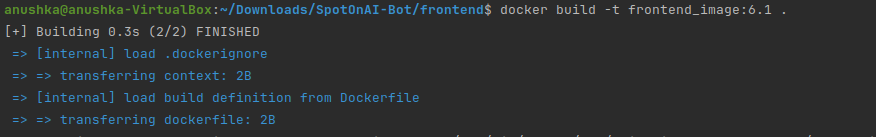 anushka@anushka-VirtualBox:~/Downloads/SpotOnAI-Bot/frontend$ docker build -t frontend_image:6.1 .
[+] Building 0.3s (2/2) FINISHED
=> [internal] load .dockerignore
=> => transferring context: 2B
=> [internal] load build definition from Dockerfile
=> => transferring dockerfile: 2B